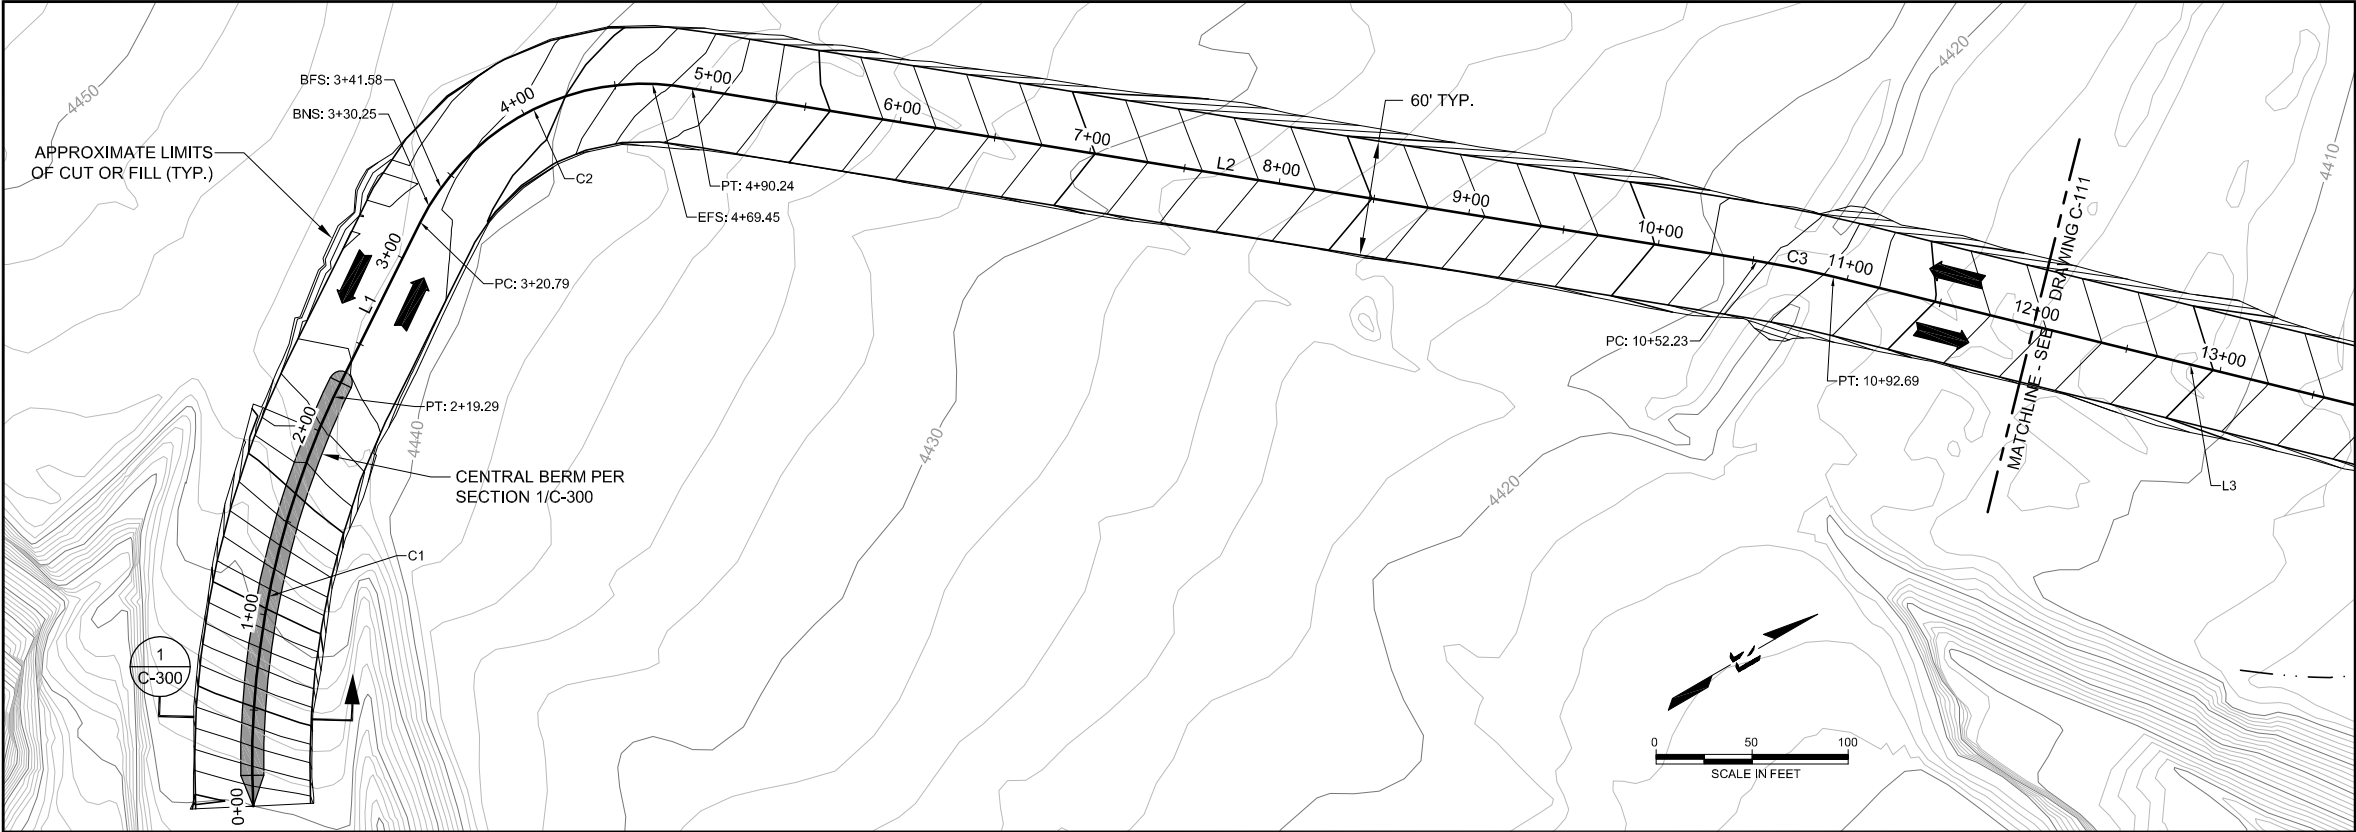 4450
BFS: 3+41.58
BNS: 3+30.25
APPROXIMATE LIMITS
OF CUT OR FILL (TYP.)
4+00
5+00
C2
PT: 4+90.24
EFS: 4+69.45
6+00
7+00
L2
8+00
60' TYP.
9+00
10+00
4420
4410
3+00
L1
PC: 3+20.79
C3
11+00
PC: 10+52.23
PT: 10+92.69
12+00
MATCHLINE - SEE DRAWING C-111
13+00
L3
2+00
PT: 2+19.29
4440
4430
4420
CENTRAL BERM PER
SECTION 1/C-300
C1
1+00
1
C-300
0+00
0 50 100
SCALE IN FEET